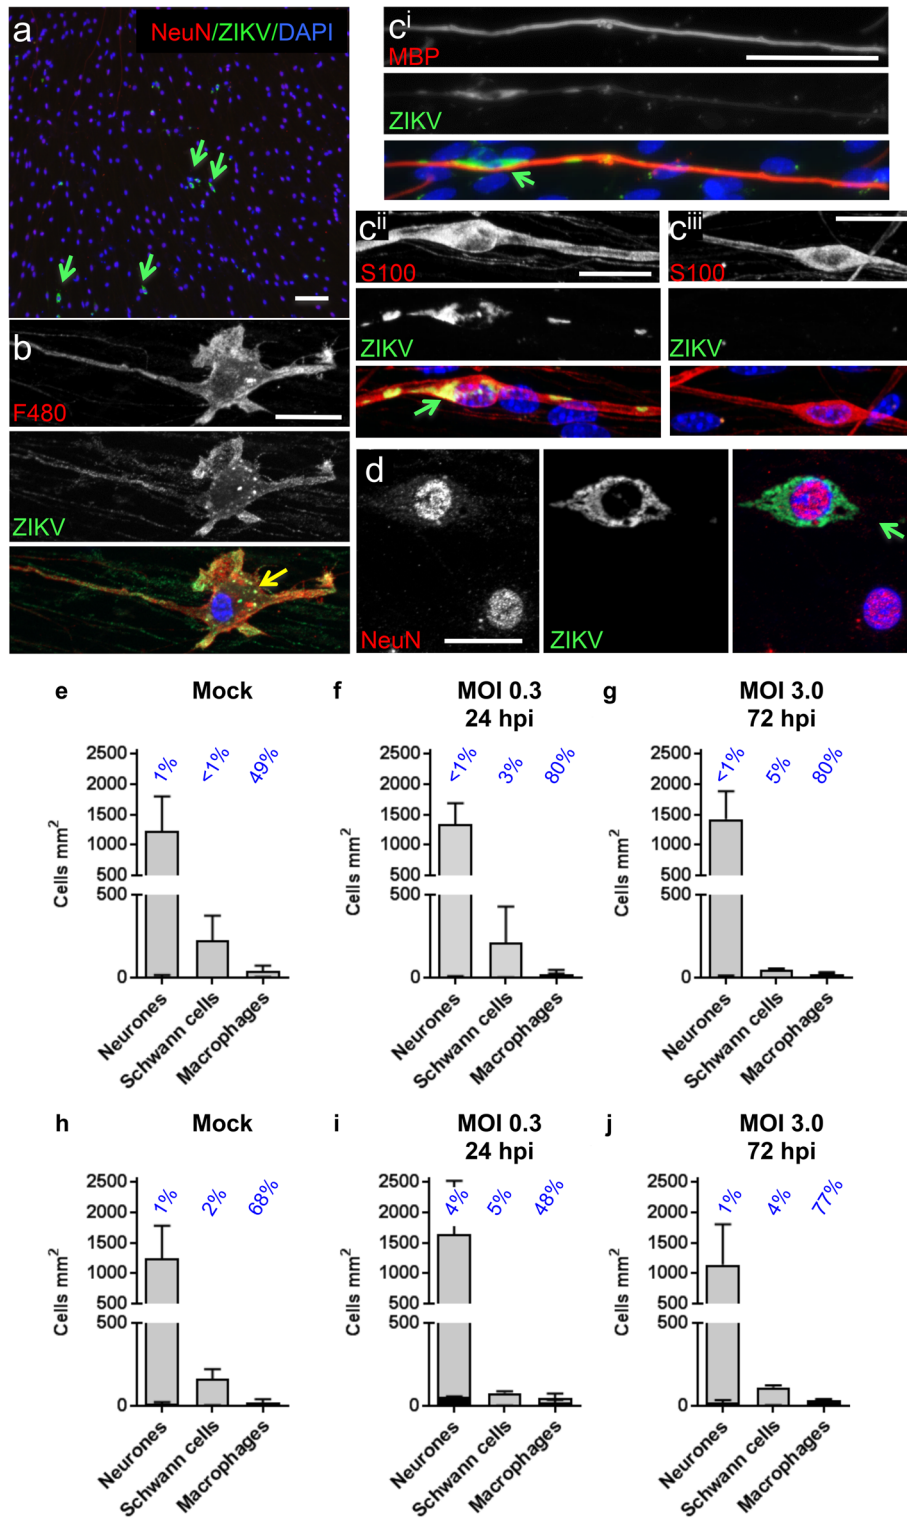 a
NeuN/ZIKV/DAPI
b
F480
ZIKV
ci
MBP
ZIKV
cii
S100
ZIKV
ciii
S100
ZIKV
d
NeuN
ZIKV
e Mock
Cells mm²
2500
2000
1500
1000
500
500
0
1% <1% 49%
Neurones
Schwann cells
Macrophages
f MOI 0.3
24 hpi
2500
2000
1500
1000
500
500
0
<1% 3% 80%
Neurones
Schwann cells
Macrophages
g MOI 3.0
72 hpi
2500
2000
1500
1000
500
500
0
<1% 5% 80%
Neurones
Schwann cells
Macrophages
h Mock
Cells mm²
2500
2000
1500
1000
500
500
0
1% 2% 68%
Neurones
Schwann cells
Macrophages
i MOI 0.3
24 hpi
Cells mm²
2500
2000
1500
1000
500
500
0
4% 5% 48%
Neurones
Schwann cells
Macrophages
j MOI 3.0
72 hpi
Cells mm²
2500
2000
1500
1000
500
500
0
1% 4% 77%
Neurones
Schwann cells
Macrophages